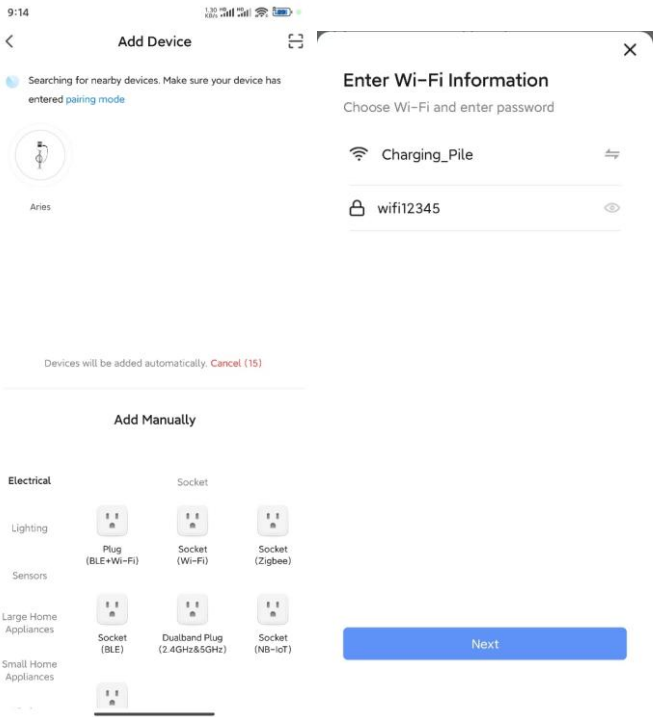 9:14
1.30 KB/s
Add Device
Searching for nearby devices. Make sure your device has
entered pairing mode
Aries
Devices will be added automatically. Cancel (15)
Add Manually
Electrical
Socket
Lighting
Plug
(BLE+Wi-Fi)
Socket
(Wi-Fi)
Socket
(Zigbee)
Sensors
Large Home
Appliances
Socket
(BLE)
Dualband Plug
(2.4GHz&5GHz)
Socket
(NB-IoT)
Small Home
Appliances
Enter Wi-Fi Information
Choose Wi-Fi and enter password
Charging_Pile
wifi12345
Next